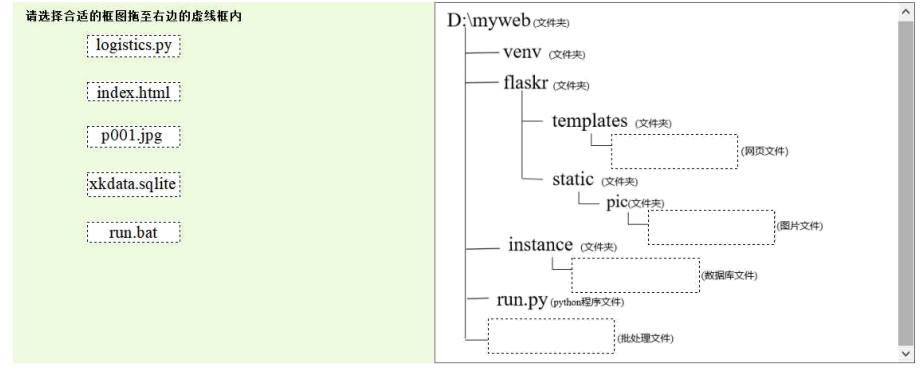 请选择合适的框图拖至右边的虚线框内
logistics.py
index.html
p001.jpg
xkdata.sqlite
run.bat
D:\myweb(文件夹)
venv (文件夹)
flaskr (文件夹)
templates (文件夹)
(网页文件)
static (文件夹)
pic(文件夹)
(图片文件)
instance (文件夹)
(数据库文件)
run.py(python程序文件)
(批处理文件)